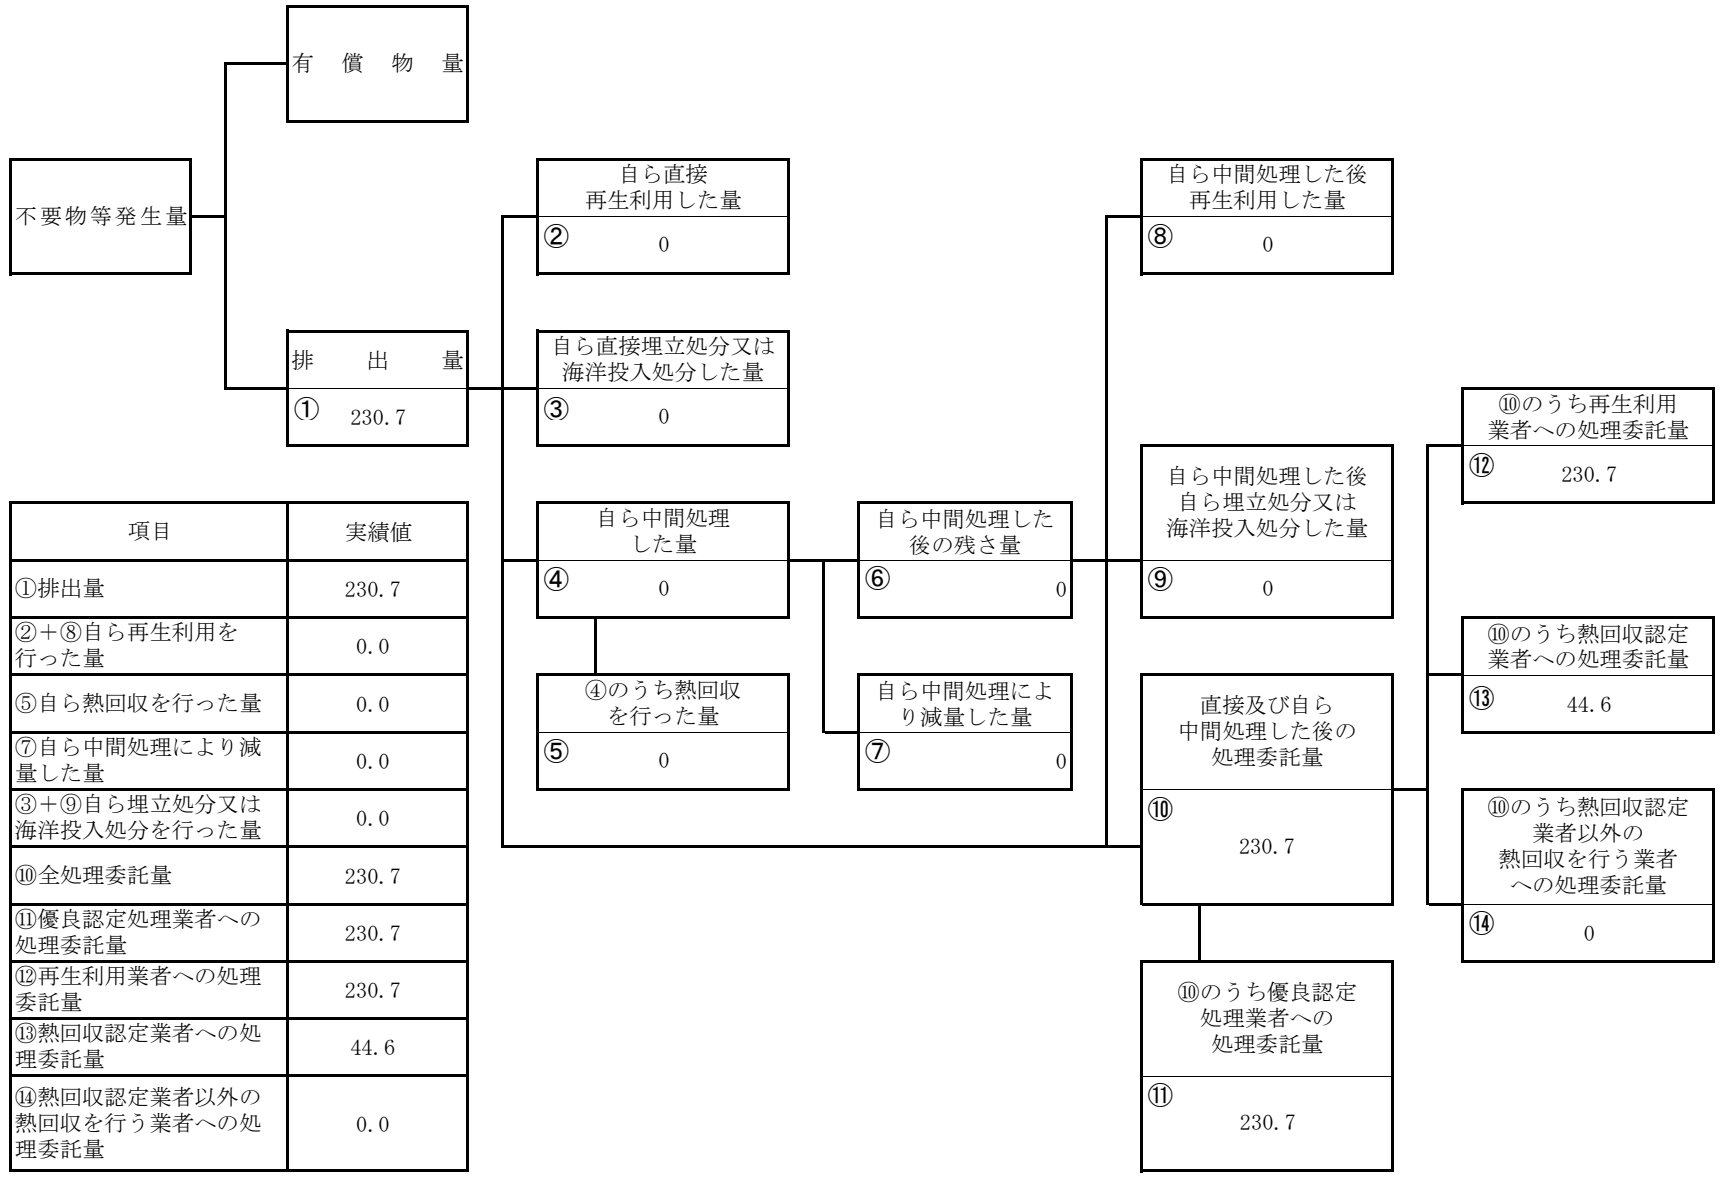 有償物量
不要物等発生量
自ら直接
再生利用した量
②
0
自ら中間処理した後
再生利用した量
⑧
0
排出量
①
230.7
自ら直接埋立処分又は
海洋投入処分した量
③
0
⑩のうち再生利用
業者への処理委託量
⑫
230.7
自ら中間処理
した量
④
0
自ら中間処理した
後の残さ量
⑥
0
自ら中間処理した後
自ら埋立処分又は
海洋投入処分した量
⑨
0
⑩のうち熱回収認定
業者への処理委託量
⑬
44.6
④のうち熱回収
を行った量
⑤
0
自ら中間処理によ
り減量した量
⑦
0
直接及び自ら
中間処理した後の
処理委託量
⑩
230.7
⑩のうち熱回収認定
業者以外の
熱回収を行う業者
への処理委託量
⑭
0
⑩のうち優良認定
処理業者への
処理委託量
⑪
230.7
項目
実績値
①排出量
230.7
②+⑧自ら再生利用を
行った量
0.0
⑤自ら熱回収を行った量
0.0
⑦自ら中間処理により減
量した量
0.0
③+⑨自ら埋立処分又は
海洋投入処分を行った量
0.0
⑩全処理委託量
230.7
⑪優良認定処理業者への
処理委託量
230.7
⑫再生利用業者への処理
委託量
230.7
⑬熱回収認定業者への処
理委託量
44.6
⑭熱回収認定業者以外の
熱回収を行う業者への処
理委託量
0.0